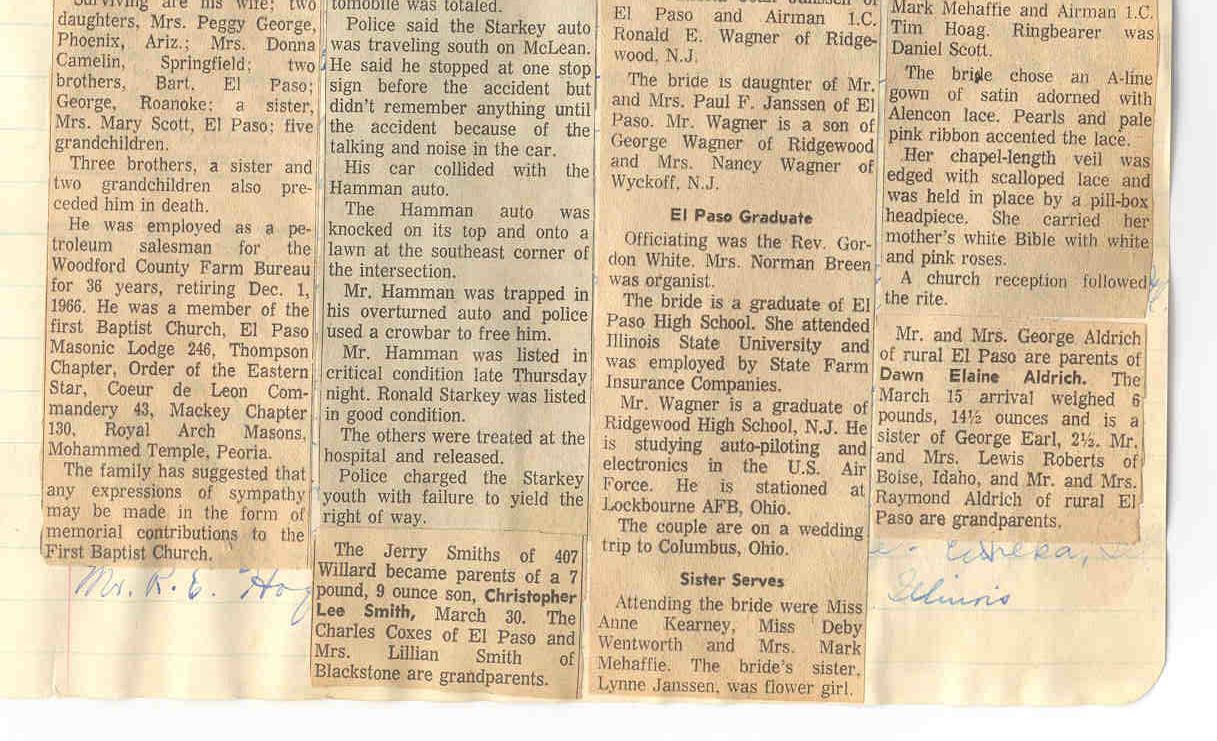 Surviving are his wife; two
daughters, Mrs. Peggy George,
Phoenix, Ariz.; Mrs. Donna
Camelin, Springfield; two
brothers, Bart, El Paso;
George, Roanoke; a sister,
Mrs. Mary Scott, El Paso; five
grandchildren.
Three brothers, a sister and
two grandchildren also pre-
ceded him in death.
He was employed as a pe-
troleum salesman for the
Woodford County Farm Bureau
for 36 years, retiring Dec. 1,
1966. He was a member of the
first Baptist Church, El Paso
Masonic Lodge 246, Thompson
Chapter, Order of the Eastern
Star, Coeur de Leon Com-
mandery 43, Mackey Chapter
130, Royal Arch Masons,
Mohammed Temple, Peoria.
The family has suggested that
any expressions of sympathy
may be made in the form of
memorial contributions to the
First Baptist Church.
Mr. R. E. Hog
tomobile was totaled.
Police said the Starkey auto
was traveling south on McLean.
He said he stopped at one stop
sign before the accident but
didn't remember anything until
the accident because of the
talking and noise in the car.
His car collided with the
Hamman auto.
The Hamman auto was
knocked on its top and onto a
lawn at the southeast corner of
the intersection.
Mr. Hamman was trapped in
his overturned auto and police
used a crowbar to free him.
Mr. Hamman was listed in
critical condition late Thursday
night. Ronald Starkey was listed
in good condition.
The others were treated at the
hospital and released.
Police charged the Starkey
youth with failure to yield the
right of way.
The Jerry Smiths of 407
Willard became parents of a 7
pound, 9 ounce son, Christopher
Lee Smith, March 30. The
Charles Coxes of El Paso and
Mrs. Lillian Smith of
Blackstone are grandparents.
Janssen of
El Paso and Airman 1.C.
Ronald E. Wagner of Ridge-
wood, N.J.
The bride is daughter of Mr.
and Mrs. Paul F. Janssen of El
Paso. Mr. Wagner is a son of
George Wagner of Ridgewood
and Mrs. Nancy Wagner of
Wyckoff, N.J.
El Paso Graduate
Officiating was the Rev. Gor-
don White. Mrs. Norman Breen
was organist.
The bride is a graduate of El
Paso High School. She attended
Illinois State University and
was employed by State Farm
Insurance Companies.
Mr. Wagner is a graduate of
Ridgewood High School, N.J. He
is studying auto-piloting and
electronics in the U.S. Air
Force. He is stationed at
Lockbourne AFB, Ohio.
The couple are on a wedding
trip to Columbus, Ohio.
Sister Serves
Attending the bride were Miss
Anne Kearney, Miss Deby
Wentworth and Mrs. Mark
Mehaffie. The bride's sister,
Lynne Janssen, was flower girl.
Mark Mehaffie and Airman 1.C.
Tim Hoag. Ringbearer was
Daniel Scott.
The bride chose an A-line
gown of satin adorned with
Alencon lace. Pearls and pale
pink ribbon accented the lace.
Her chapel-length veil was
edged with scalloped lace and
was held in place by a pill-box
headpiece. She carried her
mother's white Bible with white
and pink roses.
A church reception followed
the rite.
Mr. and Mrs. George Aldrich
of rural El Paso are parents of
Dawn Elaine Aldrich. The
March 15 arrival weighed 6
pounds, 14½ ounces and is a
sister of George Earl, 2½. Mr.
and Mrs. Lewis Roberts of
Boise, Idaho, and Mr. and Mrs.
Raymond Aldrich of rural El
Paso are grandparents.
Illinois